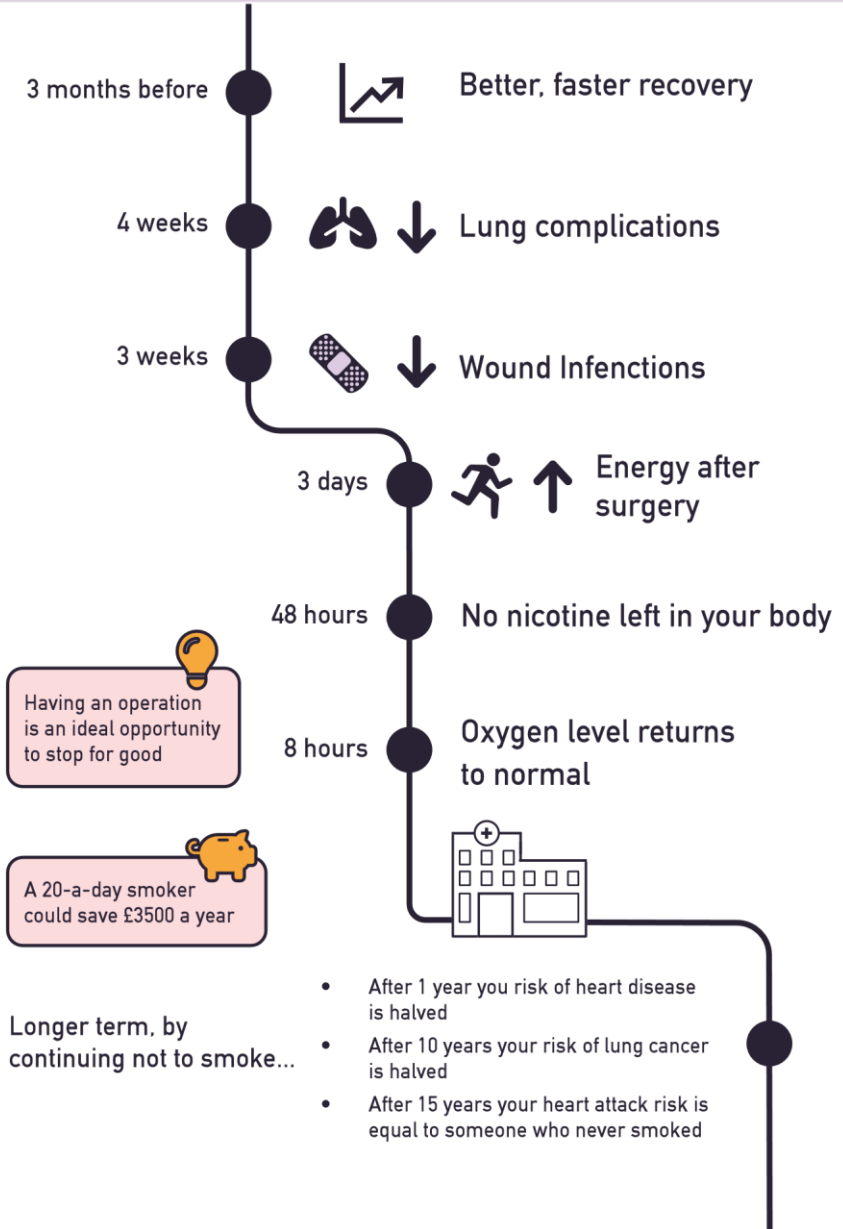 3 months before
Better, faster recovery
4 weeks
Lung complications
3 weeks
Wound Infenctions
3 days
Energy after
surgery
48 hours
No nicotine left in your body
Having an operation
is an ideal opportunity
to stop for good
8 hours
Oxygen level returns
to normal
A 20-a-day smoker
could save £3500 a year
Longer term, by
continuing not to smoke...
• After 1 year you risk of heart disease
is halved
• After 10 years your risk of lung cancer
is halved
• After 15 years your heart attack risk is
equal to someone who never smoked